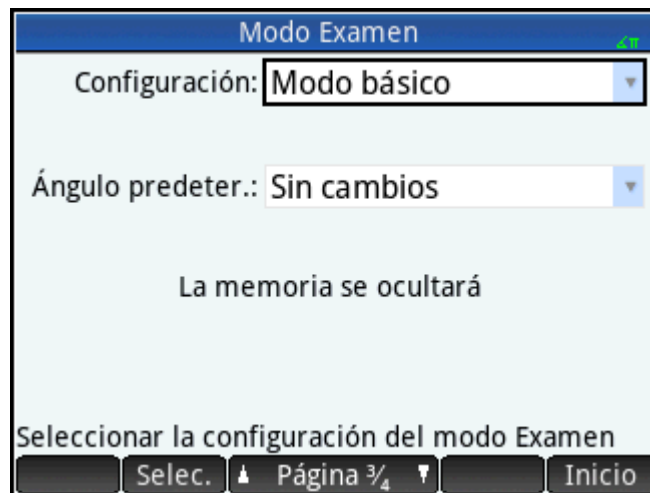 Modo Examen
∡π
Configuración: Modo básico
Ángulo predeter.: Sin cambios
La memoria se ocultará
Seleccionar la configuración del modo Examen
Selec. Página ¾ Inicio